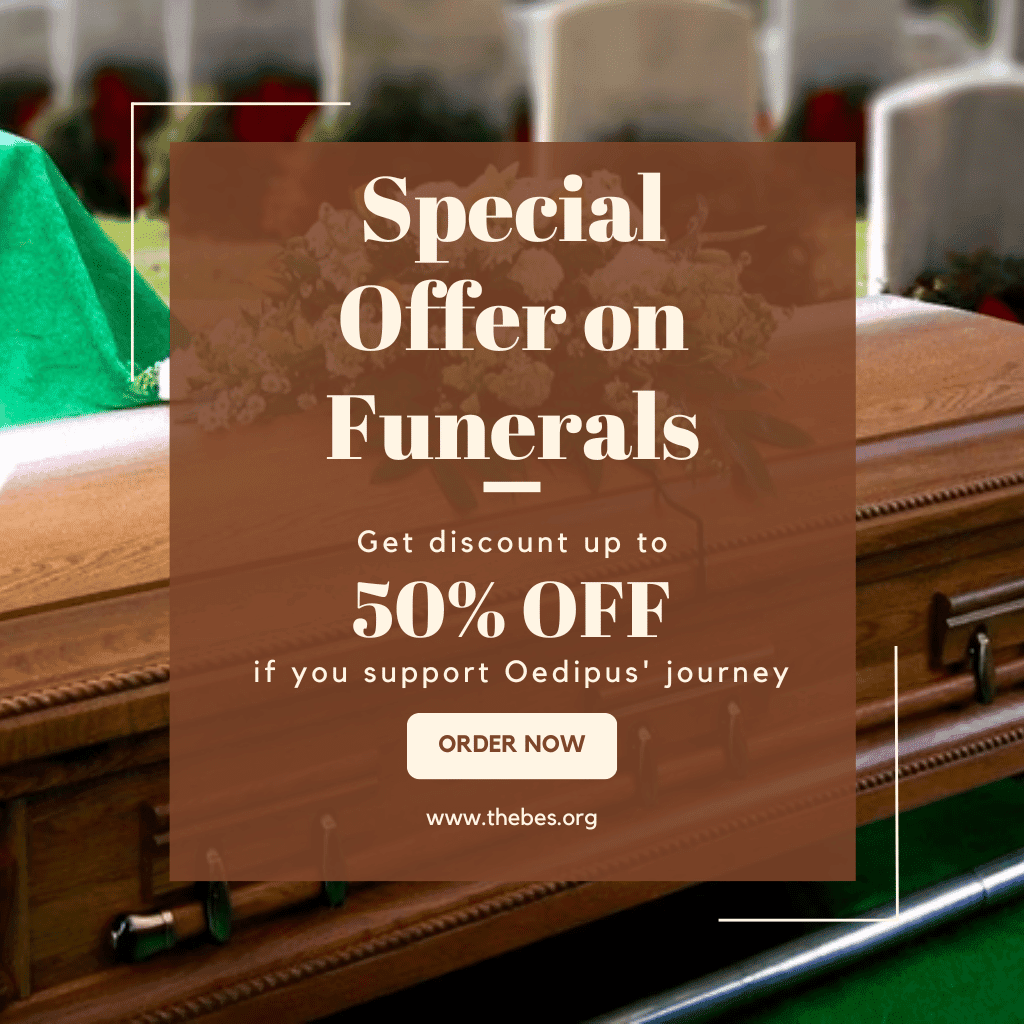 Special
Offer on
Funerals
Get discount up to
50% OFF
if you support Oedipus' journey
ORDER NOW
www.thebes.org